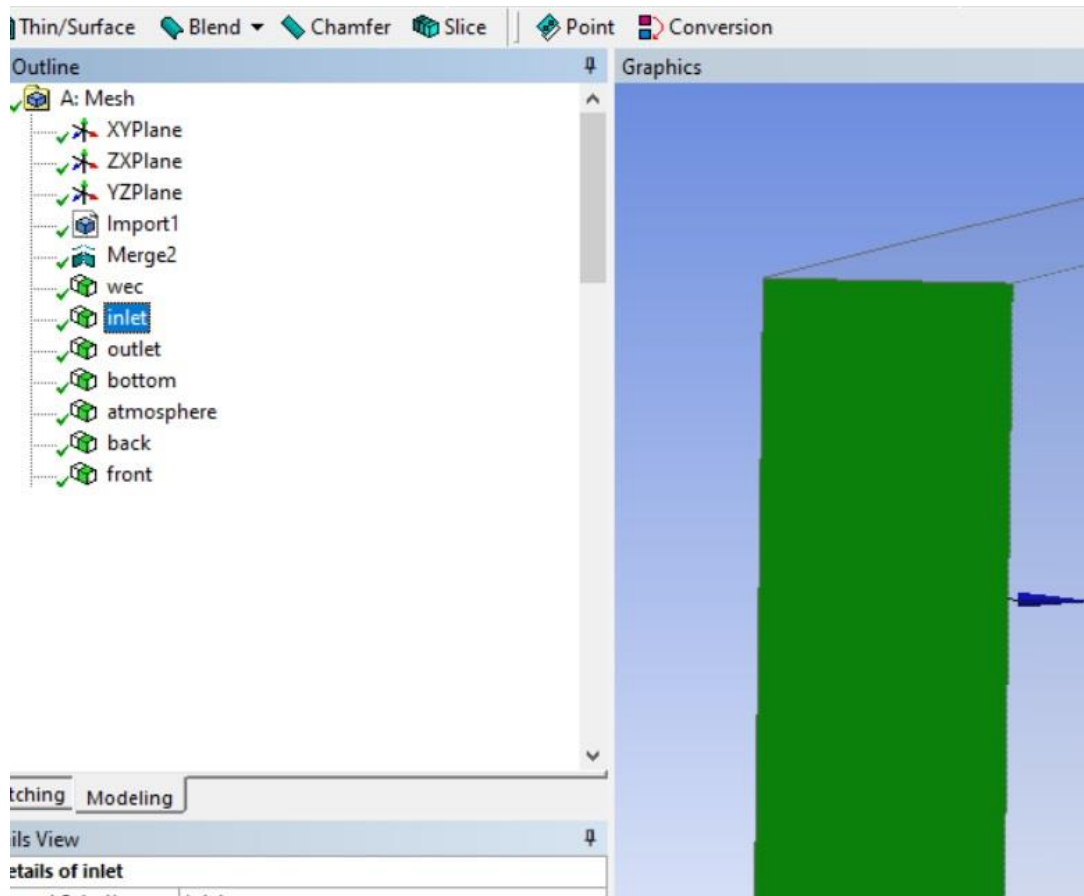 Thin/Surface Blend Chamfer Slice Point Conversion
Outline
Graphics
A: Mesh
XYPlane
ZXPlane
YZPlane
Import1
Merge2
wec
inlet
outlet
bottom
atmosphere
back
front
tching Modeling
ils View
etails of inlet